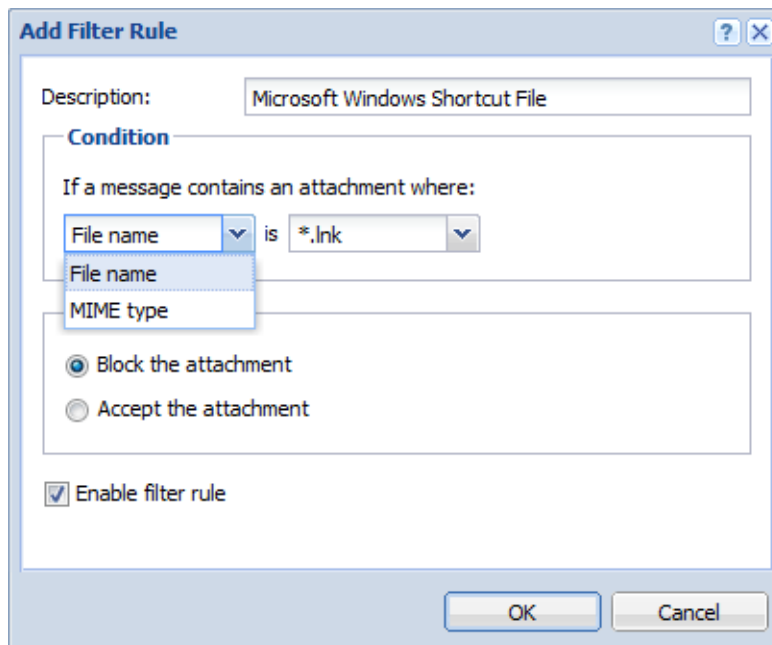 Add Filter Rule ?
Description: Microsoft Windows Shortcut File
Condition
If a message contains an attachment where:
File name is *.lnk
File name
MIME type
Block the attachment
Accept the attachment
Enable filter rule
OK Cancel